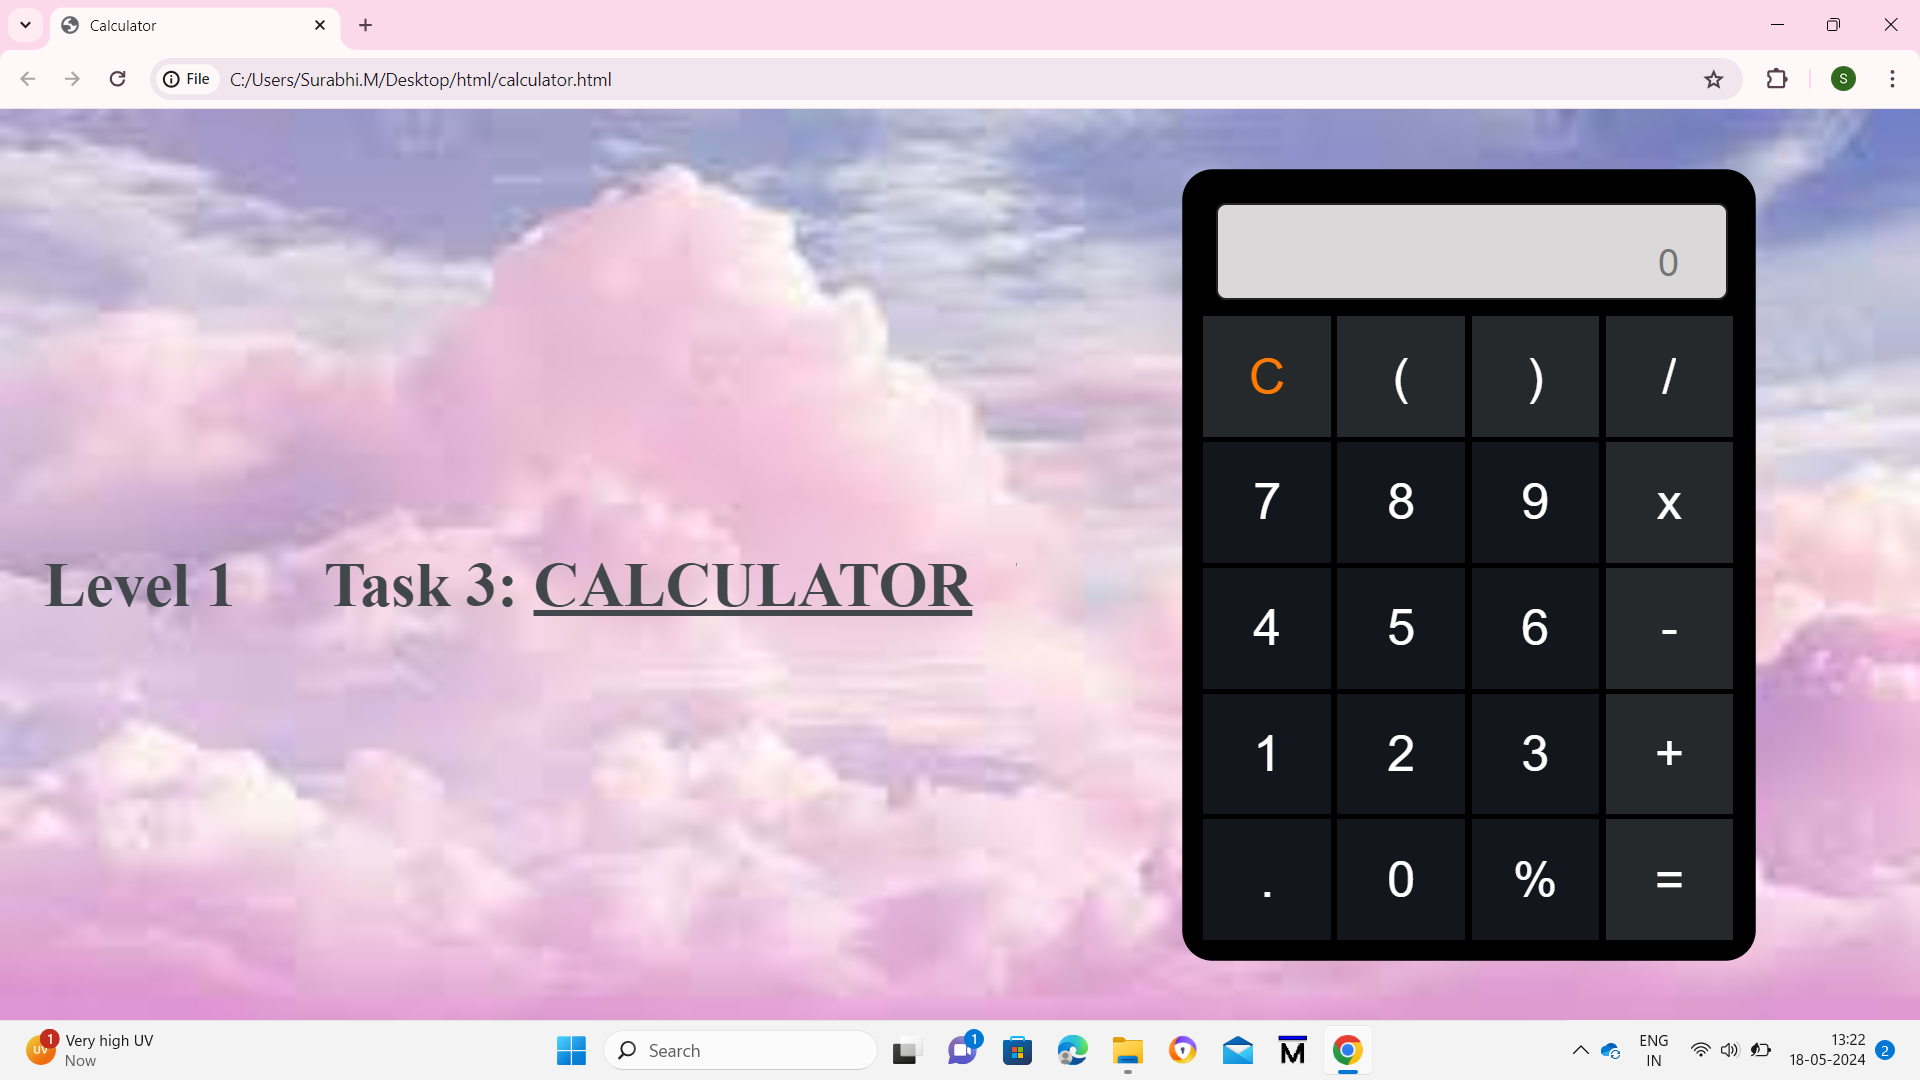 Calculator
File
C:/Users/Surabhi.M/Desktop/html/calculator.html
S
0
C ( ) /
7 8 9 x
Level 1 Task 3: CALCULATOR
4 5 6 -
1 2 3 +
. 0 % =
UV
1
Very high UV
Now
Search
1
M
ENG
IN
13:22
18-05-2024
2